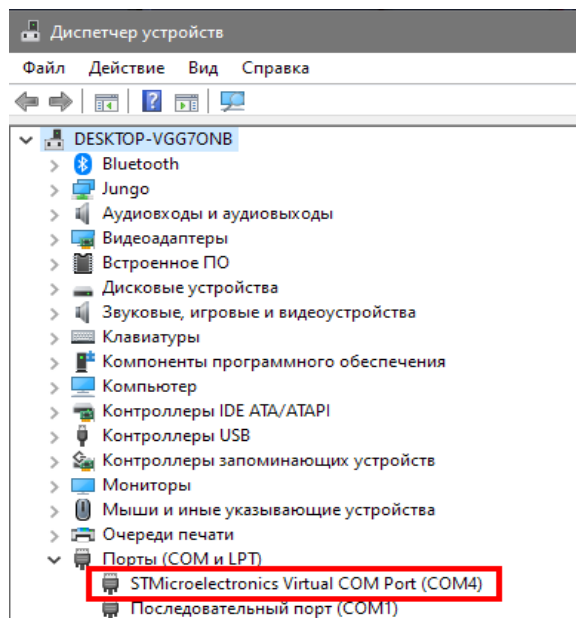 Диспетчер устройств
Файл Действие Вид Справка
DESKTOP-VGG7ONB
Bluetooth
Jungo
Аудиовходы и аудиовыходы
Видеоадаптеры
Встроенное ПО
Дисковые устройства
Звуковые, игровые и видеоустройства
Клавиатуры
Компоненты программного обеспечения
Компьютер
Контроллеры IDE ATA/ATAPI
Контроллеры USB
Контроллеры запоминающих устройств
Мониторы
Мыши и иные указывающие устройства
Очереди печати
Порты (COM и LPT)
STMicroelectronics Virtual COM Port (COM4)
Последовательный порт (COM1)